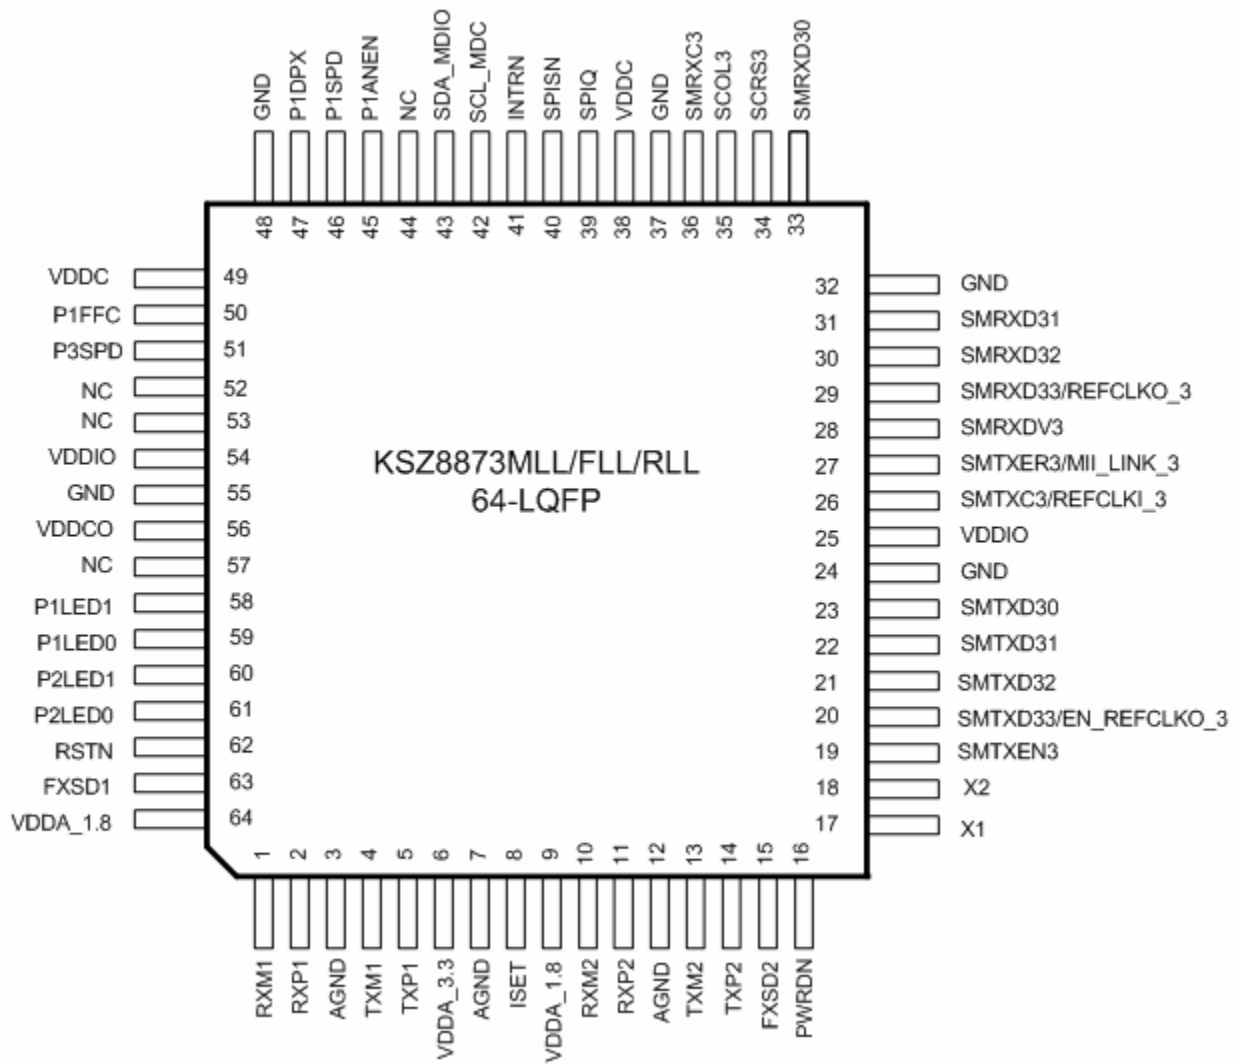 GND P1DPX P1SPD P1ANEN NC SDA_MDIO SCL_MDC INTRN SPISN SPIQ VDDC GND SMRXC3 SCOL3 SCRS3 SMRXD30
48 47 46 45 44 43 42 41 40 39 38 37 36 35 34 33
VDDC 49 32 GND
P1FFC 50 31 SMRXD31
P3SPD 51 30 SMRXD32
NC 52 29 SMRXD33/REFCLKO_3
NC 53 28 SMRXDV3
VDDIO 54 27 SMTXER3/MII_LINK_3
KSZ8873MLL/FLL/RLL
64-LQFP
GND 55 26 SMTXC3/REFCLKI_3
VDDCO 56 25 VDDIO
NC 57 24 GND
P1LED1 58 23 SMTXD30
P1LED0 59 22 SMTXD31
P2LED1 60 21 SMTXD32
P2LED0 61 20 SMTXD33/EN_REFCLKO_3
RSTN 62 19 SMTXEN3
FXSD1 63 18 X2
VDDA_1.8 64 17 X1
1 2 3 4 5 6 7 8 9 10 11 12 13 14 15 16
RXM1 RXP1 AGND TXM1 TXP1 VDDA_3.3 AGND ISET VDDA_1.8 RXM2 RXP2 AGND TXM2 TXP2 FXSD2 PWRDN